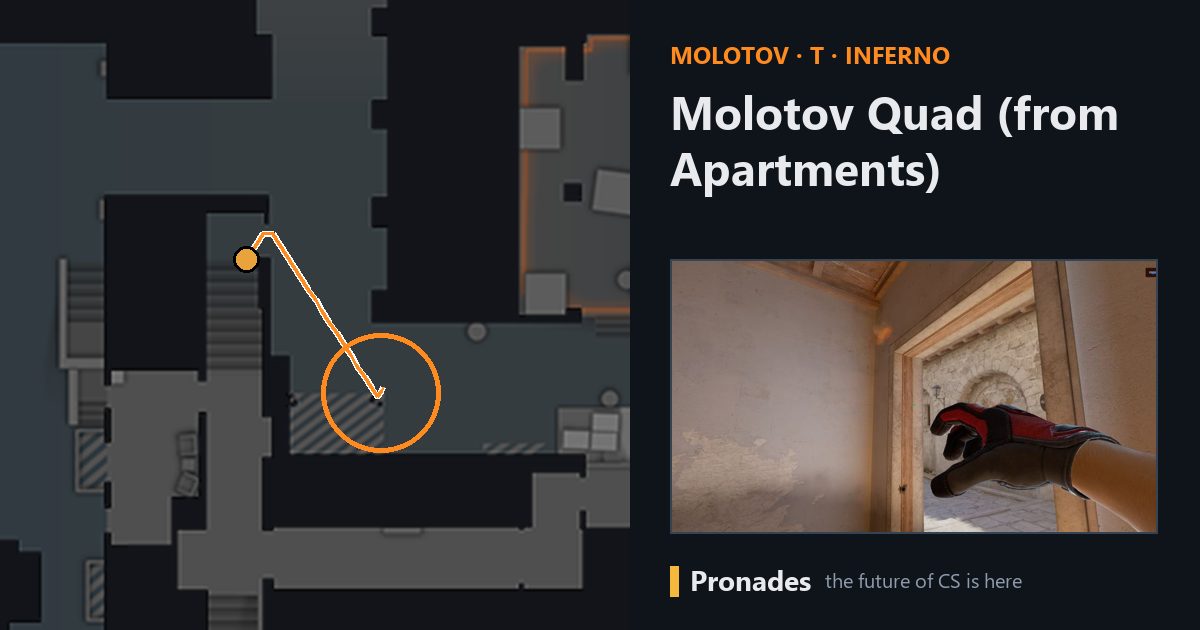 MOLOTOV · T · INFERNO
Molotov Quad (from
Apartments)
Pronades the future of CS is here